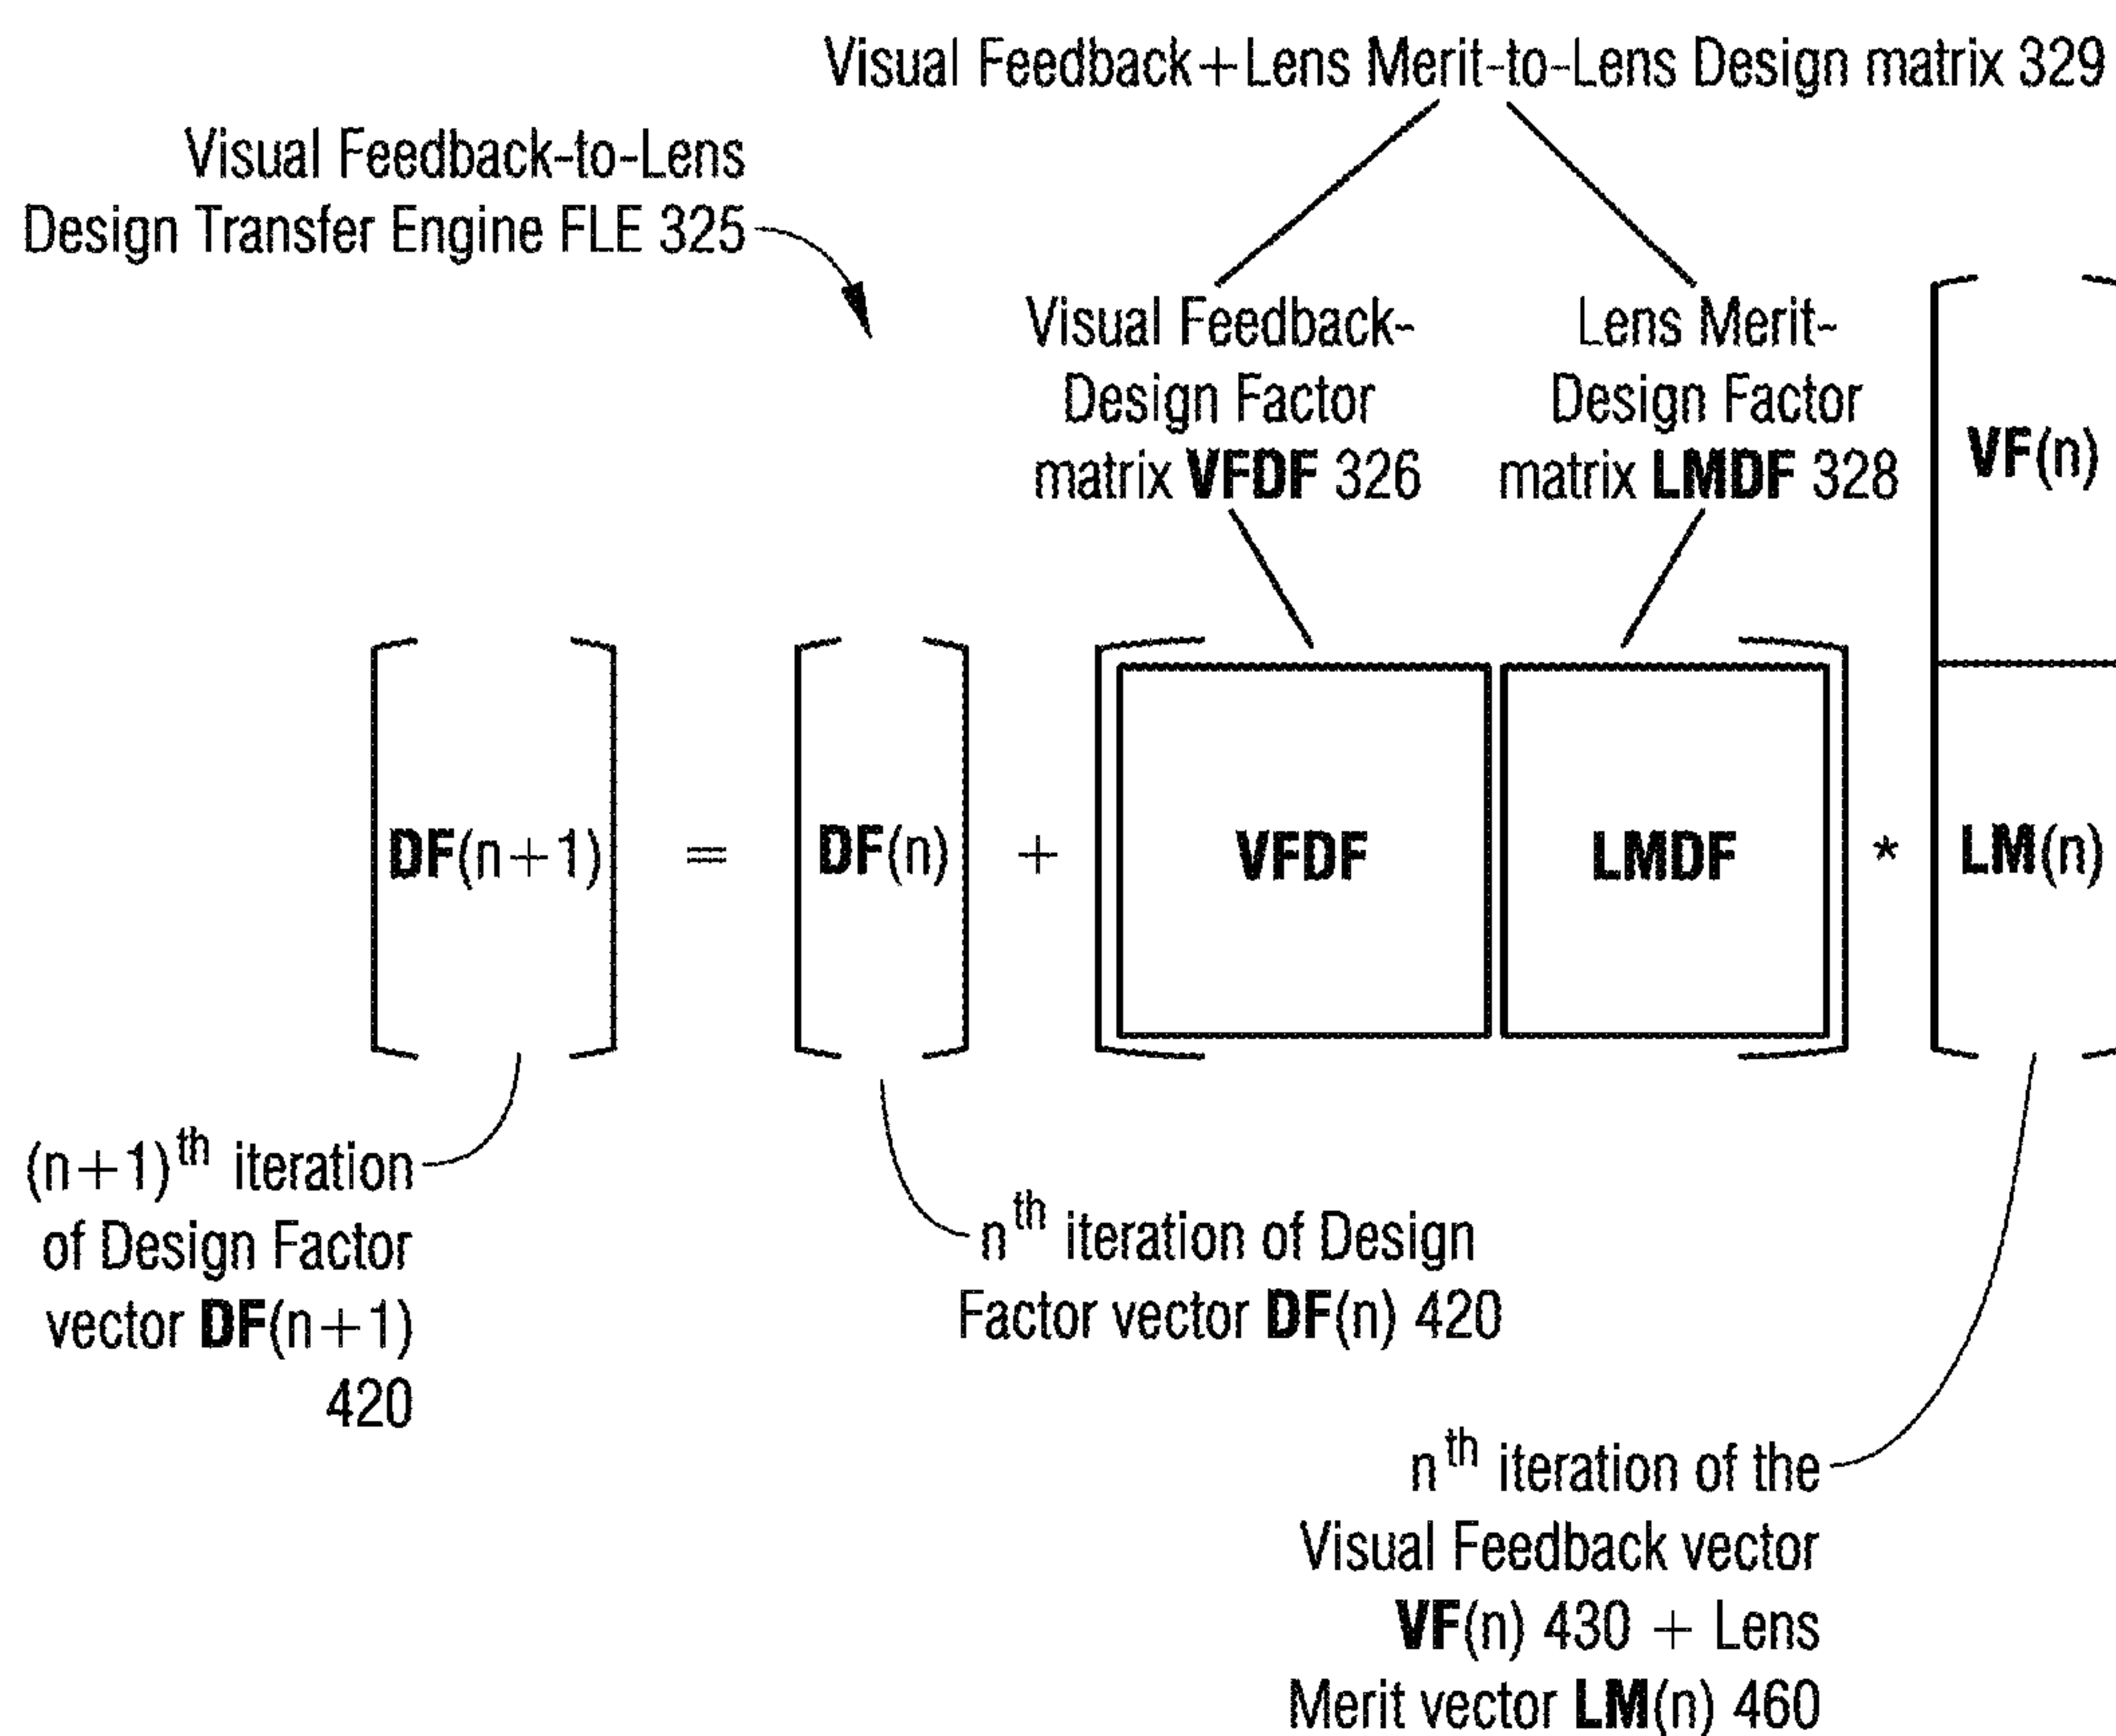 Visual Feedback+Lens Merit-to-Lens Design matrix 329
Visual Feedback-to-Lens
Design Transfer Engine FLE 325
Visual Feedback-
Design Factor
matrix VFDF 326
Lens Merit-
Design Factor
matrix LMDF 328
VF(n)
DF(n+1) = DF(n) + VFDF LMDF * LM(n)
(n+1)th iteration
of Design Factor
vector DF(n+1)
420
nth iteration of Design
Factor vector DF(n) 420
nth iteration of the
Visual Feedback vector
VF(n) 430 + Lens
Merit vector LM(n) 460